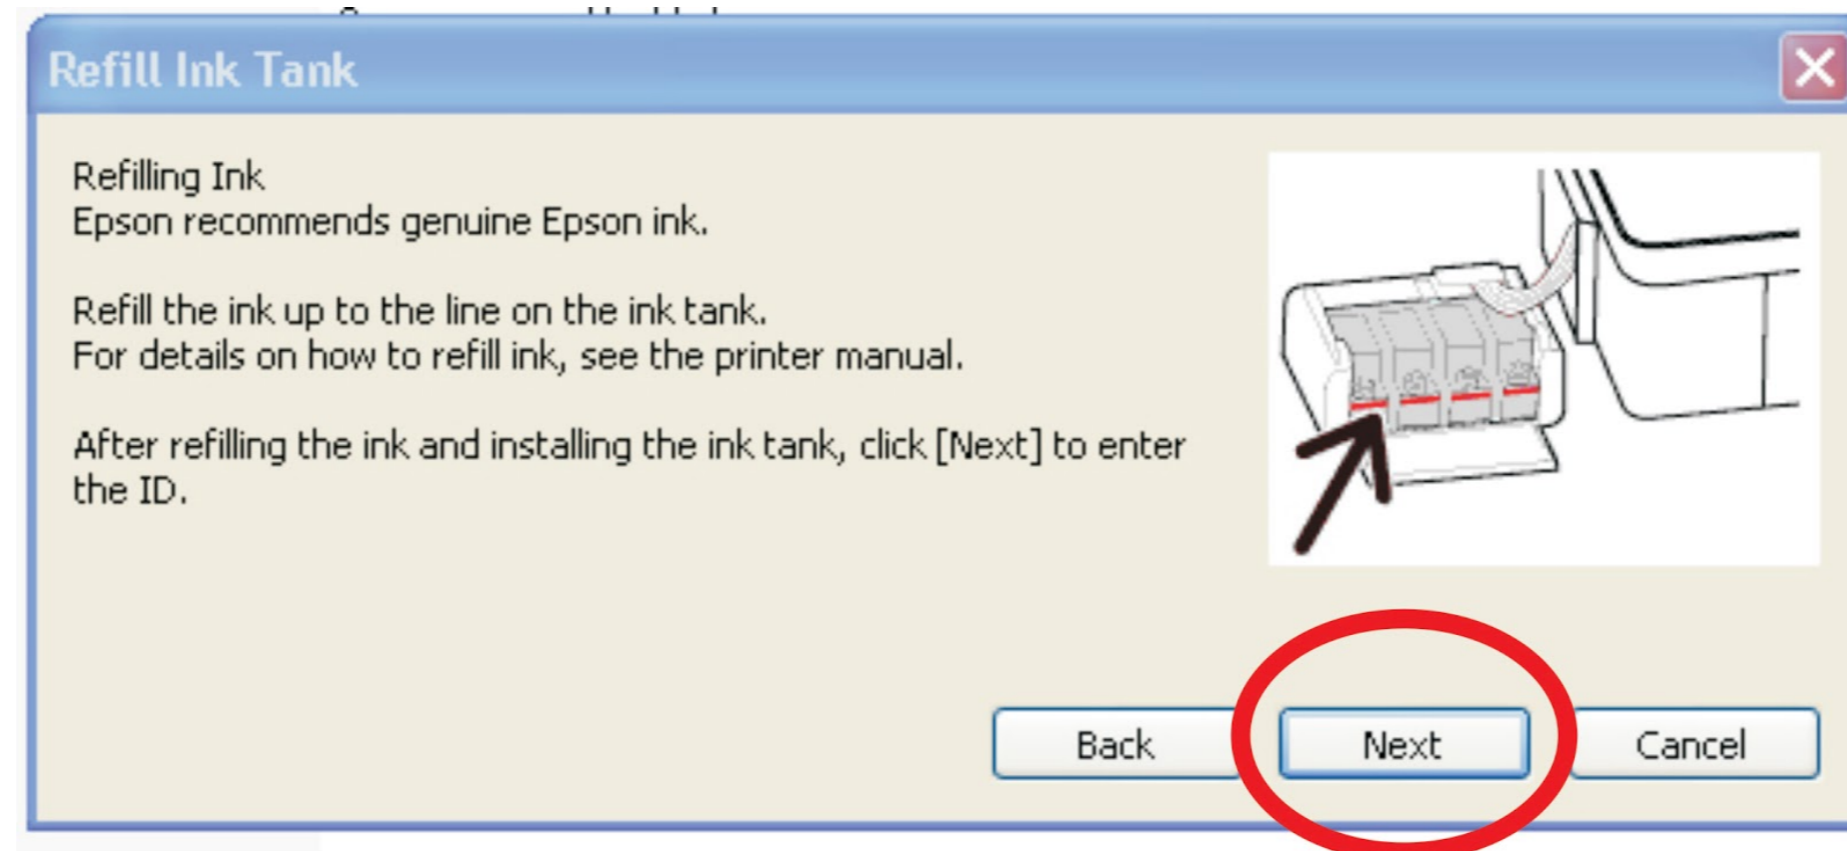 Refill Ink Tank
Refilling Ink
Epson recommends genuine Epson ink.
Refill the ink up to the line on the ink tank.
For details on how to refill ink, see the printer manual.
After refilling the ink and installing the ink tank, click [Next] to enter
the ID.
Back
Next
Cancel